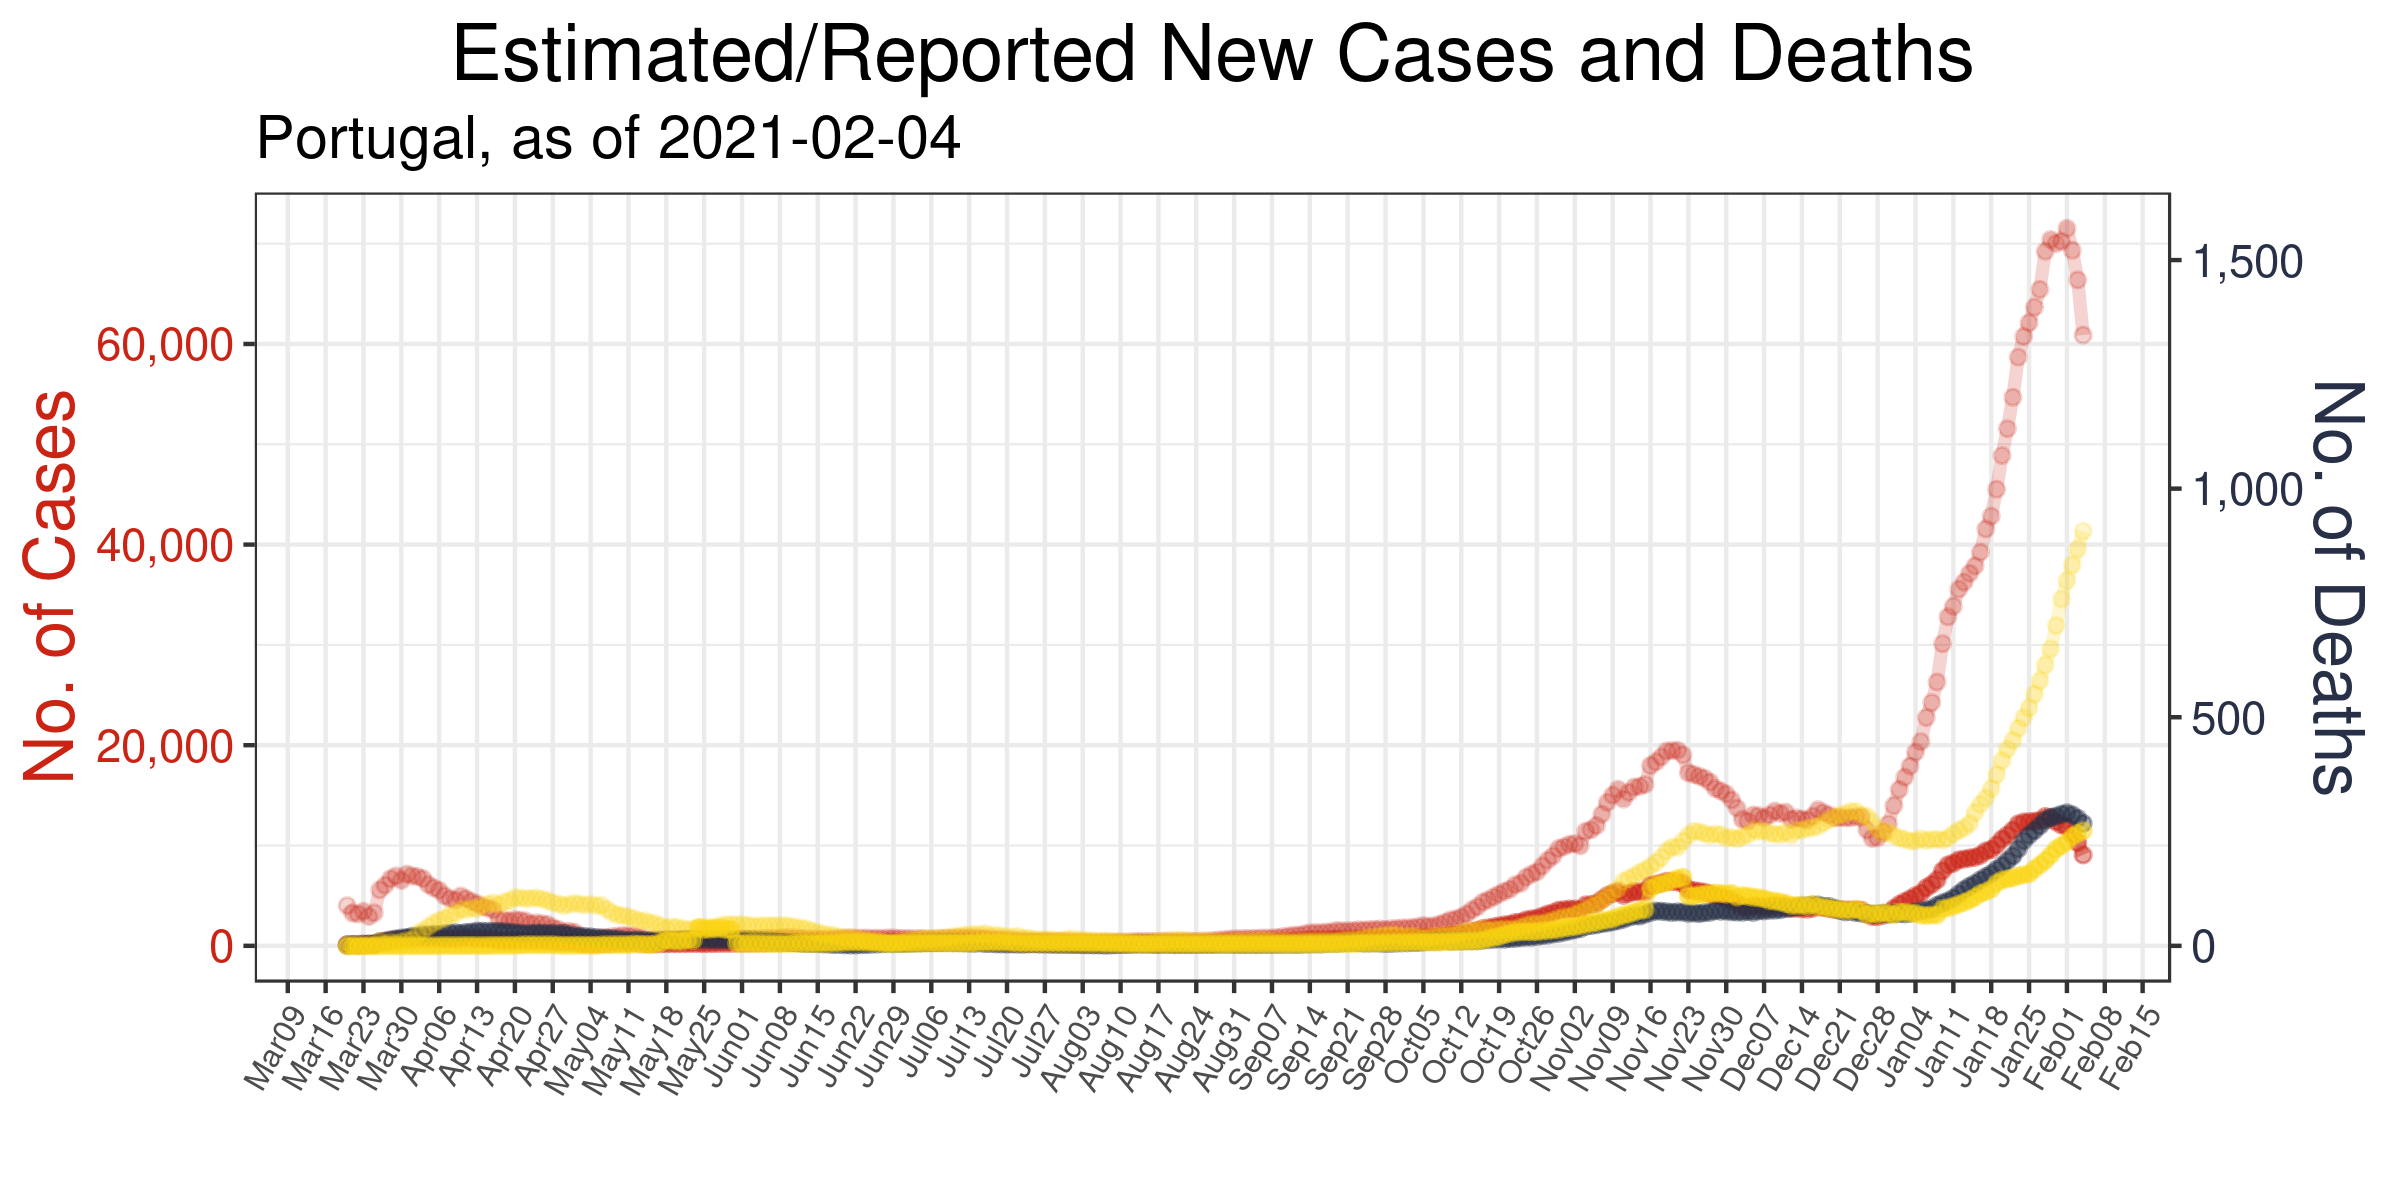 Estimated/Reported New Cases and Deaths
Portugal, as of 2021-02-04
No. of Cases
60,000
40,000
20,000
0
1,500
1,000
500
0
No. of Deaths
Mar09
Mar16
Mar23
Mar30
Apr06
Apr13
Apr20
Apr27
May04
May11
May18
May25
Jun01
Jun08
Jun15
Jun22
Jun29
Jul06
Jul13
Jul20
Jul27
Aug03
Aug10
Aug17
Aug24
Aug31
Sep07
Sep14
Sep21
Sep28
Oct05
Oct12
Oct19
Oct26
Nov02
Nov09
Nov16
Nov23
Nov30
Dec07
Dec14
Dec21
Dec28
Jan04
Jan11
Jan18
Jan25
Feb01
Feb08
Feb15